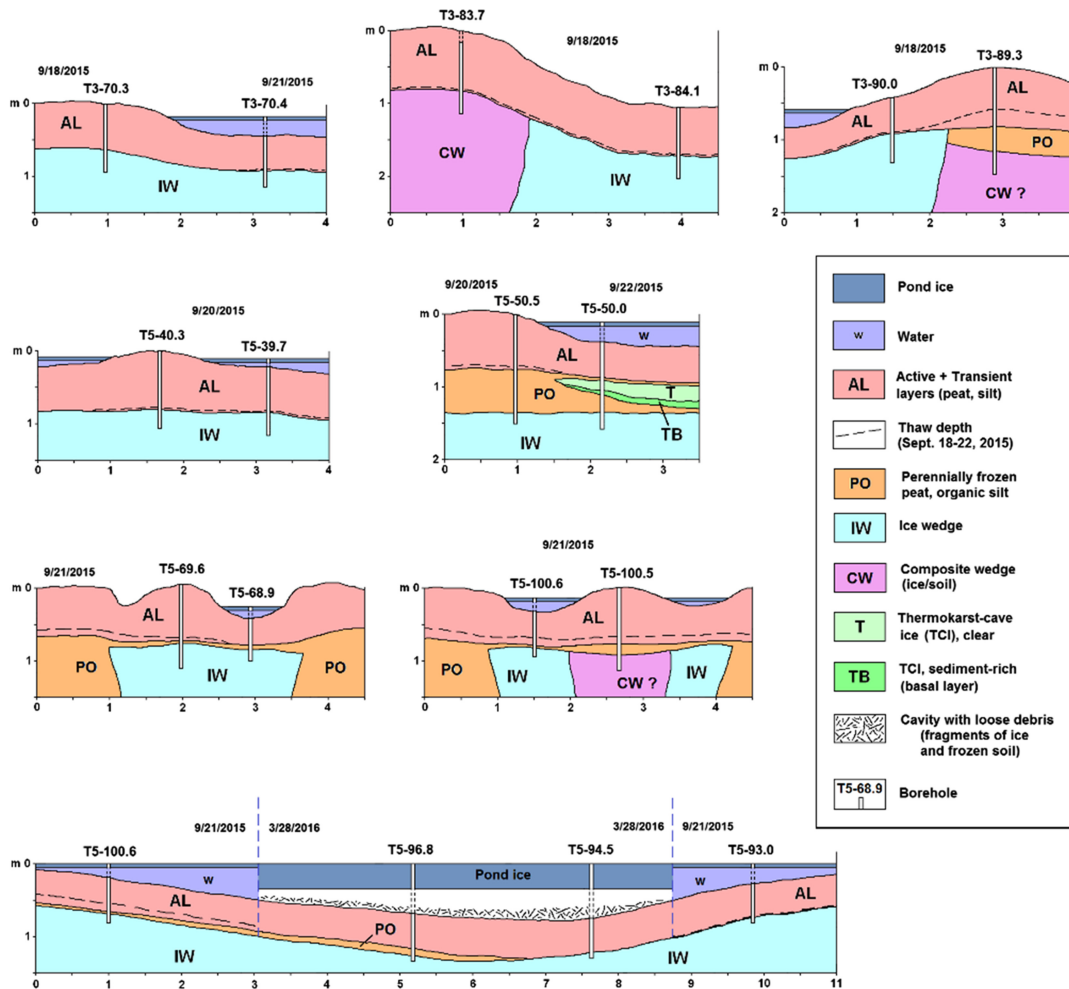 9/18/2015
9/21/2015
T3-70.3
T3-70.4
m 0
AL
1
IW
0 1 2 3 4
T3-83.7
9/18/2015
m 0
AL
T3-84.1
1
CW
IW
2
0 1 2 3 4
9/18/2015
T3-89.3
T3-90.0
m 0
AL
AL
1
PO
IW
CW ?
2
0 1 2 3 4
9/20/2015
T5-40.3
T5-39.7
m 0
AL
1
IW
0 1 2 3 4
9/20/2015
9/22/2015
T5-50.5
T5-50.0
m 0
w
AL
1
PO
T
TB
IW
2
0 1 2 3
9/21/2015
T5-69.6
T5-68.9
m 0
AL
1
PO
IW
PO
0 1 2 3 4
9/21/2015
T5-100.6
T5-100.5
m 0
AL
1
PO
IW
CW ?
IW
PO
0 1 2 3 4
9/21/2015
3/28/2016
3/28/2016
9/21/2015
T5-100.6
T5-96.8
T5-94.5
T5-93.0
m 0
w
Pond ice
w
AL
AL
PO
1
IW
IW
0 1 2 3 4 5 6 7 8 9 10 11
Pond ice
w
Water
AL
Active + Transient
layers (peat, silt)
Thaw depth
(Sept. 18-22, 2015)
PO
Perennially frozen
peat, organic silt
IW
Ice wedge
CW
Composite wedge
(ice/soil)
T
Thermokarst-cave
ice (TCI), clear
TB
TCI, sediment-rich
(basal layer)
Cavity with loose debris
(fragments of ice
and frozen soil)
T5-68.9
Borehole